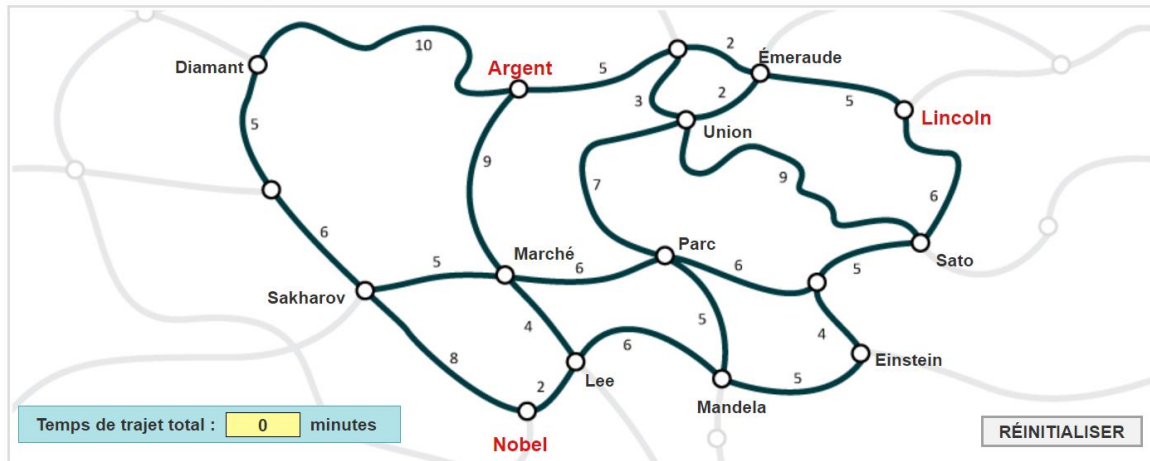 10
Diamant
Argent
5
2
Émeraude
3
2
5
Union
Lincoln
5
9
7
9
6
6
5
Marché
6
Parc
6
5
Sato
Sakharov
4
5
4
8
6
Einstein
2
Lee
5
Mandela
Temps de trajet total :
0
minutes
Nobel
RÉINITIALISER